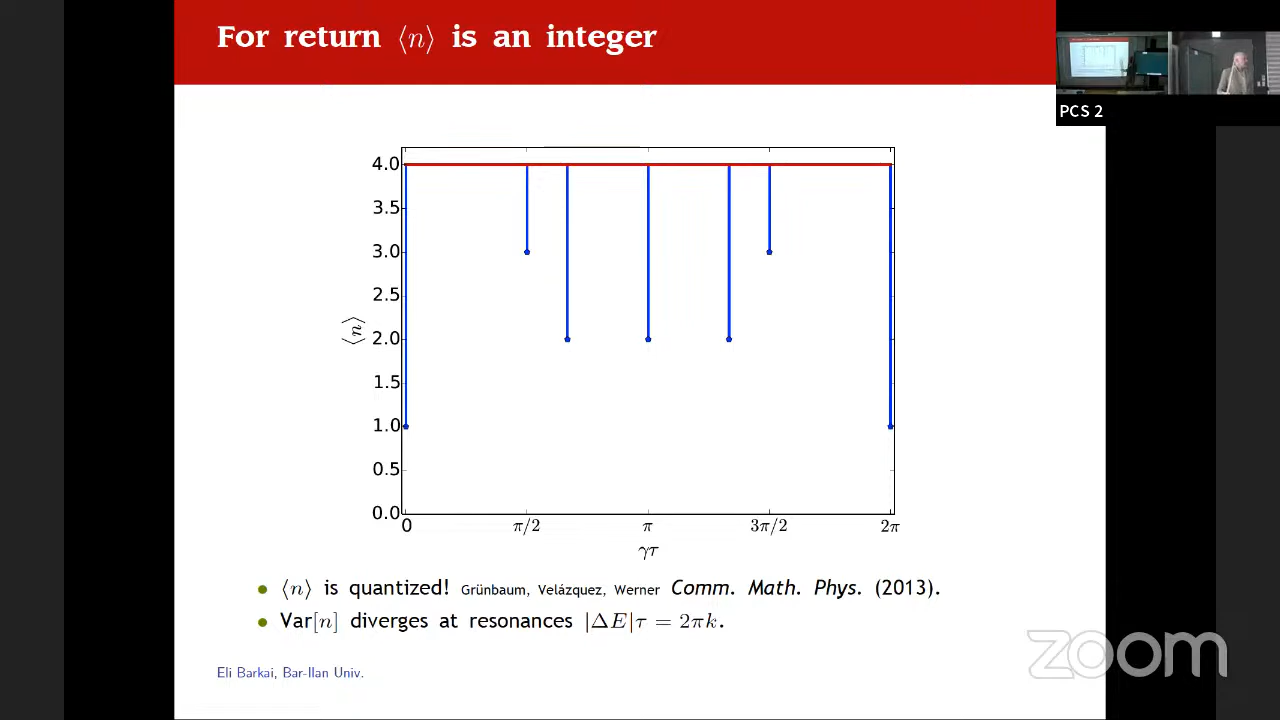 For return ⟨n⟩ is an integer
PCS 2
4.0
3.5
3.0
2.5
2.0
1.5
1.0
0.5
0.0
⟨n⟩
0 π/2 π 3π/2 2π
γτ
⟨n⟩ is quantized! Grünbaum, Velázquez, Werner Comm. Math. Phys. (2013).
Var[n] diverges at resonances |ΔE|τ = 2πk.
Eli Barkai, Bar-Ilan Univ.
zoom